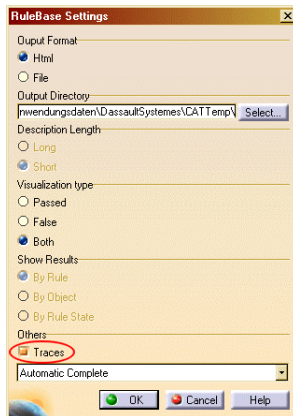 RuleBase Settings
Ouput Format
Html
File
Output Directory
nwendungsdaten\DassaultSystemes\CATTemp\ Select...
Description Length
Long
Short
Visualization type
Passed
False
Both
Show Results
By Rule
By Object
By Rule State
Others
Traces
Automatic Complete
OK Cancel Help